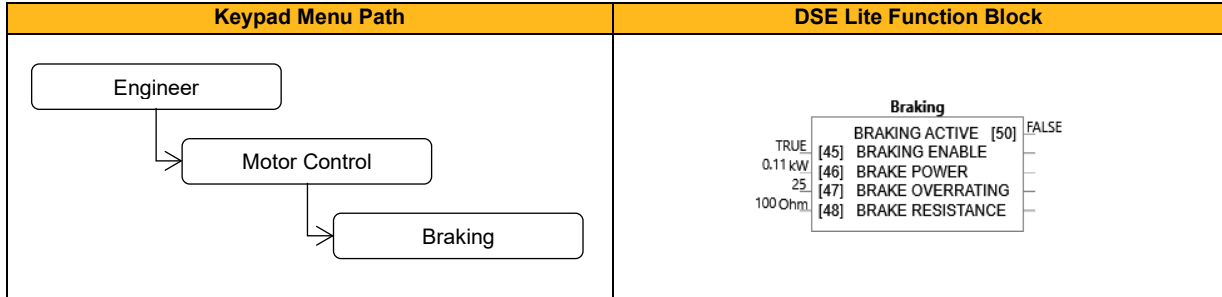 Keypad Menu Path
DSE Lite Function Block
Engineer
Motor Control
Braking
Braking
BRAKING ACTIVE [50] FALSE
TRUE [45] BRAKING ENABLE
0.11 kW [46] BRAKE POWER
25 [47] BRAKE OVERRATING
100 Ohm [48] BRAKE RESISTANCE